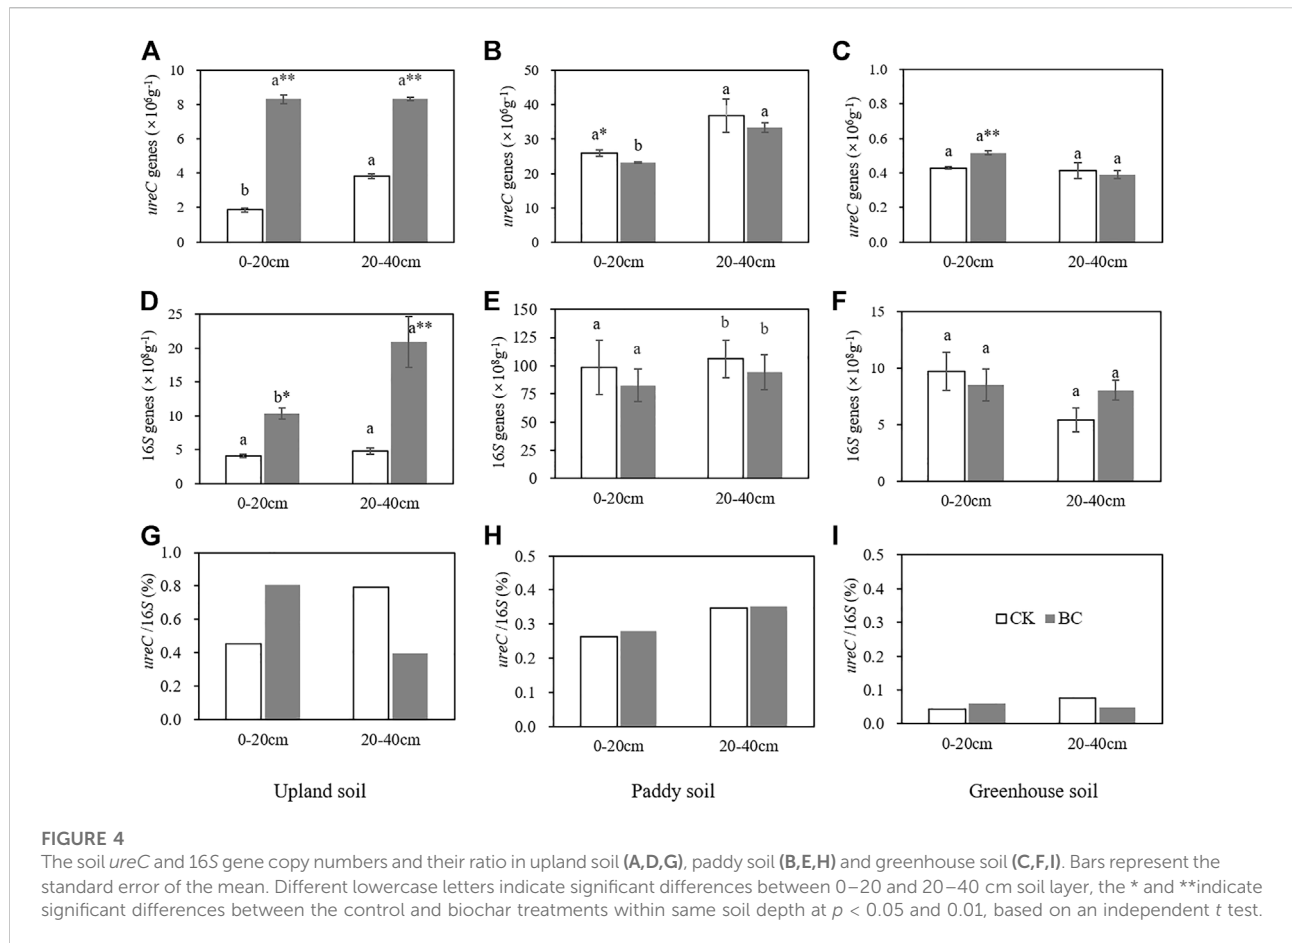 A
B
C
ureC genes (×10⁶g⁻¹)
10
8
6
4
2
0
a**
a**
b
a
0-20cm
20-40cm
ureC genes (×10⁶g⁻¹)
50
40
30
20
10
0
a*
b
a
a
0-20cm
20-40cm
ureC genes (×10⁶g⁻¹)
1.0
0.8
0.6
0.4
0.2
0.0
a
a**
a
a
0-20cm
20-40cm
D
E
F
16S genes (×10⁸g⁻¹)
25
20
15
10
5
0
a
b*
a
a**
0-20cm
20-40cm
16S genes (×10⁸g⁻¹)
150
125
100
75
50
25
0
a
a
b
b
0-20cm
20-40cm
16S genes (×10⁸g⁻¹)
15
10
5
0
a
a
a
a
0-20cm
20-40cm
G
H
I
ureC /16S (%)
1.0
0.8
0.6
0.4
0.2
0.0
0-20cm
20-40cm
ureC /16S (%)
0.5
0.4
0.3
0.2
0.1
0.0
0-20cm
20-40cm
ureC /16S (%)
0.5
0.4
0.3
0.2
0.1
0.0
CK BC
0-20cm
20-40cm
Upland soil
Paddy soil
Greenhouse soil
FIGURE 4
The soil ureC and 16S gene copy numbers and their ratio in upland soil (A,D,G), paddy soil (B,E,H) and greenhouse soil (C,F,I). Bars represent the
standard error of the mean. Different lowercase letters indicate significant differences between 0–20 and 20–40 cm soil layer, the * and **indicate
significant differences between the control and biochar treatments within same soil depth at p < 0.05 and 0.01, based on an independent t test.